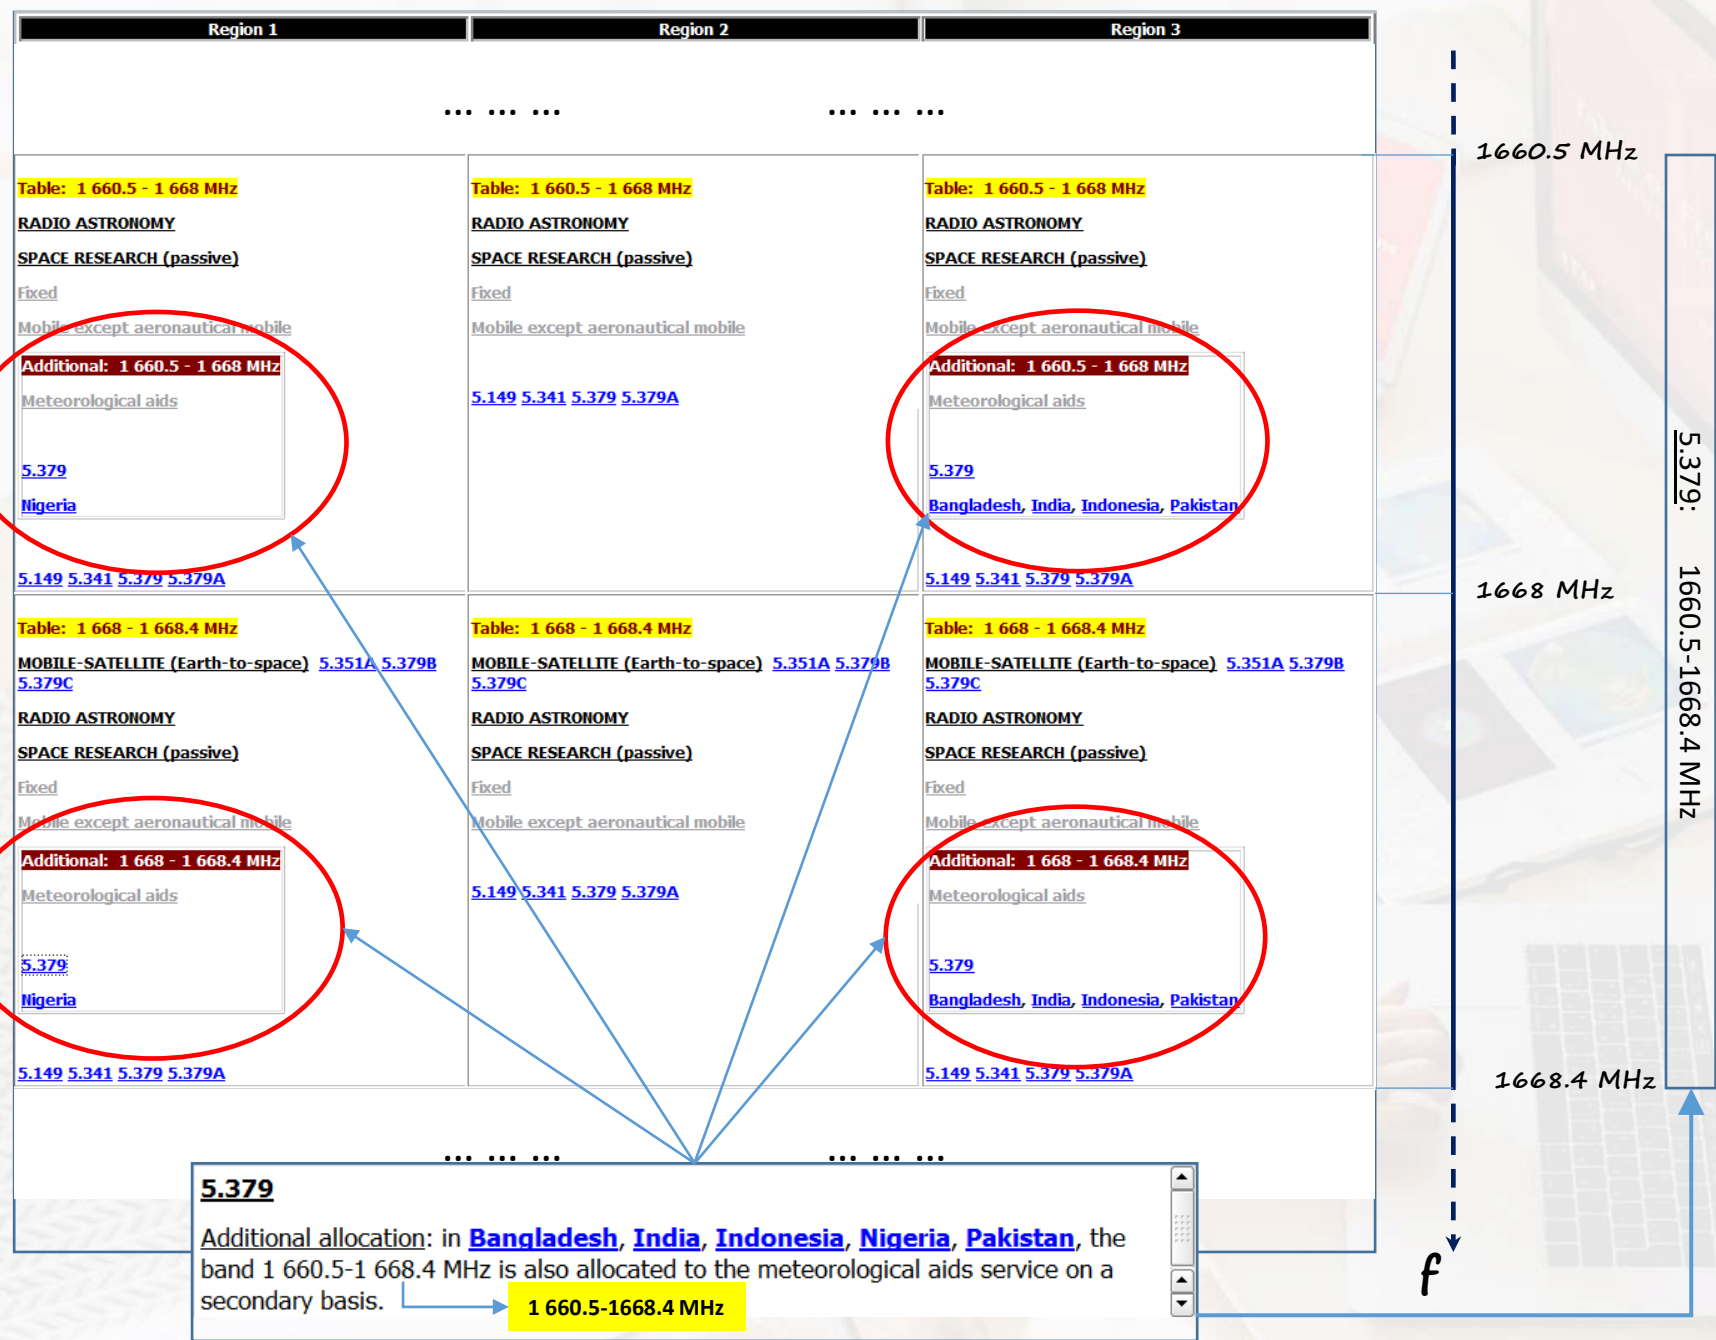 Region 1
Region 2
Region 3
... ... ...
... ... ...
Table: 1 660.5 - 1 668 MHz
RADIO ASTRONOMY
SPACE RESEARCH (passive)
Fixed
Mobile except aeronautical mobile
Additional: 1 660.5 - 1 668 MHz
Meteorological aids
5.379
Nigeria
5.149 5.341 5.379 5.379A
Table: 1 660.5 - 1 668 MHz
RADIO ASTRONOMY
SPACE RESEARCH (passive)
Fixed
Mobile except aeronautical mobile
5.149 5.341 5.379 5.379A
Table: 1 660.5 - 1 668 MHz
RADIO ASTRONOMY
SPACE RESEARCH (passive)
Fixed
Mobile except aeronautical mobile
Additional: 1 660.5 - 1 668 MHz
Meteorological aids
5.379
Bangladesh, India, Indonesia, Pakistan
5.149 5.341 5.379 5.379A
Table: 1 668 - 1 668.4 MHz
MOBILE-SATELLITE (Earth-to-space) 5.351A 5.379B
5.379C
RADIO ASTRONOMY
SPACE RESEARCH (passive)
Fixed
Mobile except aeronautical mobile
Additional: 1 668 - 1 668.4 MHz
Meteorological aids
5.379
Nigeria
5.149 5.341 5.379 5.379A
Table: 1 668 - 1 668.4 MHz
MOBILE-SATELLITE (Earth-to-space) 5.351A 5.379B
5.379C
RADIO ASTRONOMY
SPACE RESEARCH (passive)
Fixed
Mobile except aeronautical mobile
5.149 5.341 5.379 5.379A
Table: 1 668 - 1 668.4 MHz
MOBILE-SATELLITE (Earth-to-space) 5.351A 5.379B
5.379C
RADIO ASTRONOMY
SPACE RESEARCH (passive)
Fixed
Mobile except aeronautical mobile
Additional: 1 668 - 1 668.4 MHz
Meteorological aids
5.379
Bangladesh, India, Indonesia, Pakistan
5.149 5.341 5.379 5.379A
... ... ...
... ... ...
5.379
Additional allocation: in Bangladesh, India, Indonesia, Nigeria, Pakistan, the
band 1 660.5-1 668.4 MHz is also allocated to the meteorological aids service on a
secondary basis.
1 660.5-1668.4 MHz
1660.5 MHz
1668 MHz
1668.4 MHz
f
5.379: 1660.5-1668.4 MHz